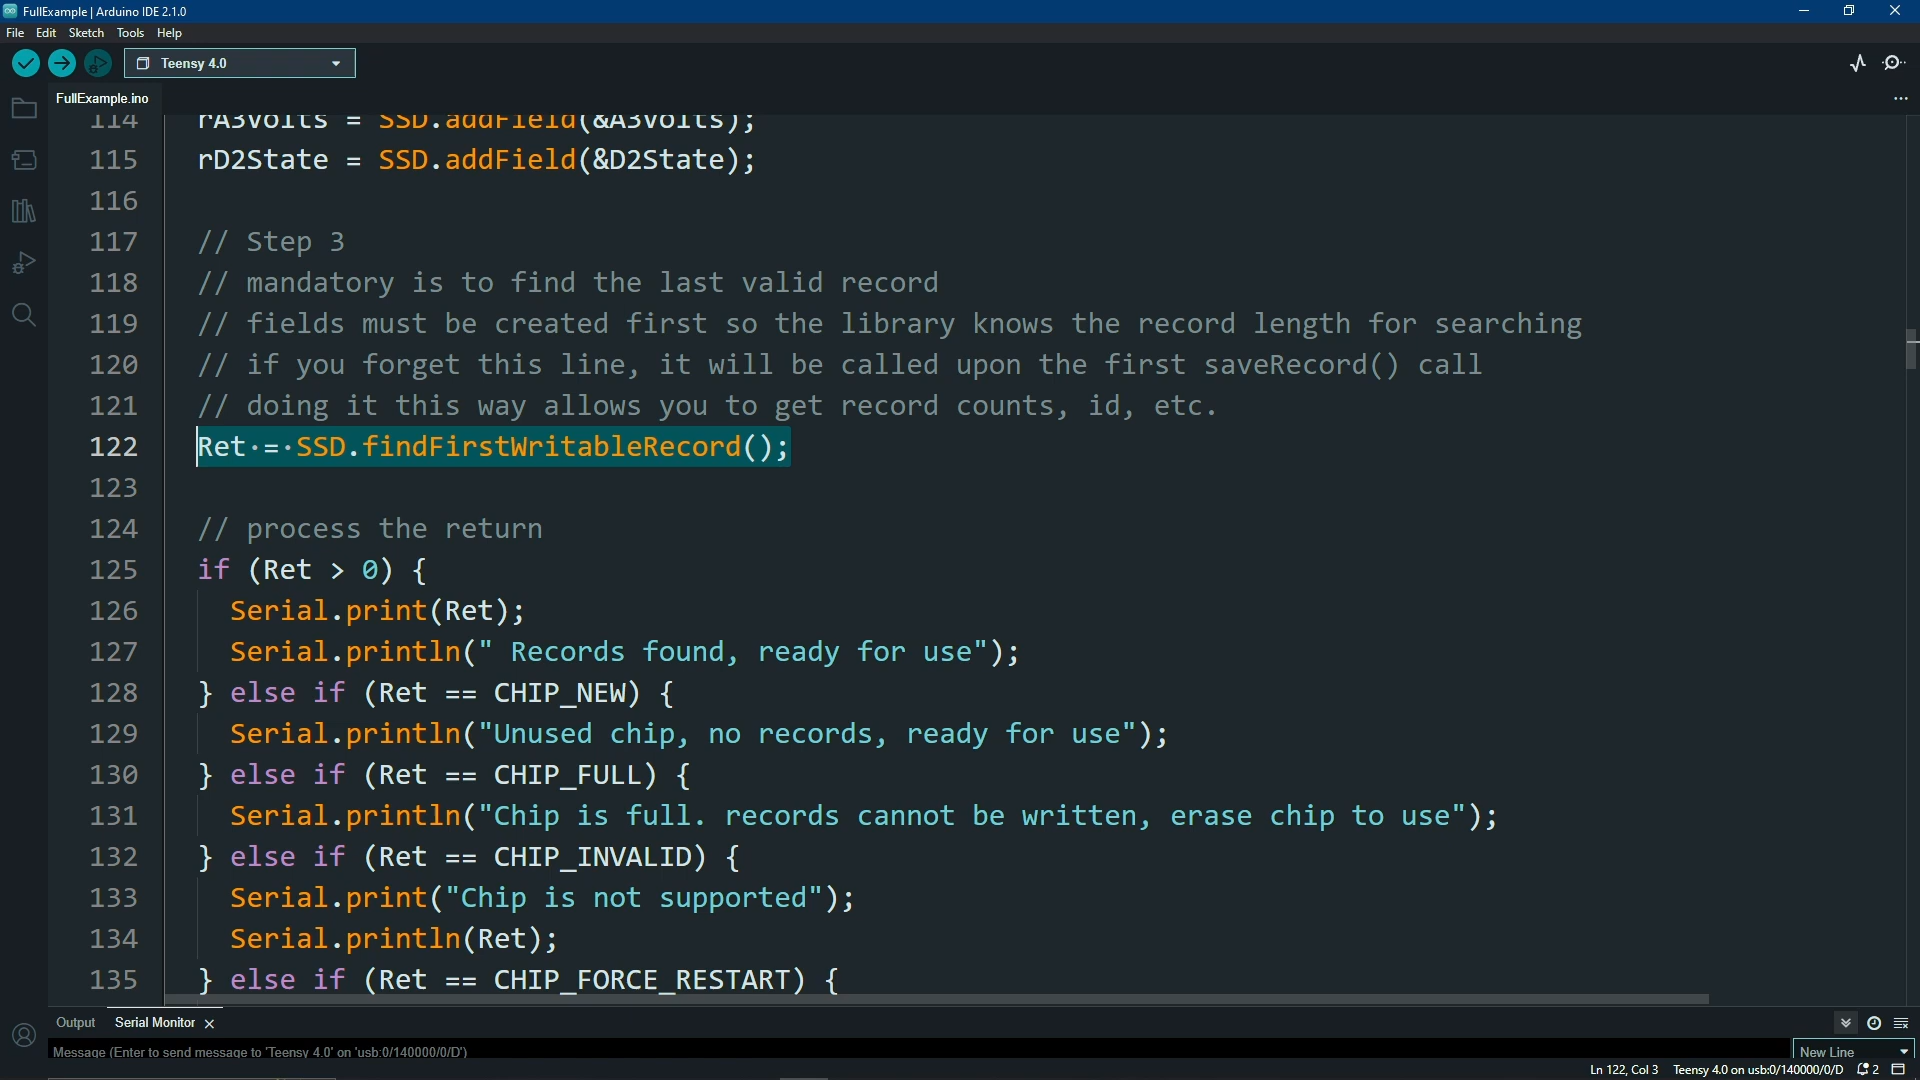 FullExample | Arduino IDE 2.1.0
File Edit Sketch Tools Help
Teensy 4.0
FullExample.ino
114 rA3Volts = SSD.addField(&A3Volts);
115 rD2State = SSD.addField(&D2State);
116
117 // Step 3
118 // mandatory is to find the last valid record
119 // fields must be created first so the library knows the record length for searching
120 // if you forget this line, it will be called upon the first saveRecord() call
121 // doing it this way allows you to get record counts, id, etc.
122 Ret·=·SSD.findFirstWritableRecord();
123
124 // process the return
125 if (Ret > 0) {
126 Serial.print(Ret);
127 Serial.println(" Records found, ready for use");
128 } else if (Ret == CHIP_NEW) {
129 Serial.println("Unused chip, no records, ready for use");
130 } else if (Ret == CHIP_FULL) {
131 Serial.println("Chip is full. records cannot be written, erase chip to use");
132 } else if (Ret == CHIP_INVALID) {
133 Serial.print("Chip is not supported");
134 Serial.println(Ret);
135 } else if (Ret == CHIP_FORCE_RESTART) {
Output Serial Monitor
Message (Enter to send message to 'Teensy 4.0' on 'usb:0/140000/0/D') New Line
Ln 122, Col 3 Teensy 4.0 on usb:0/140000/0/D 2